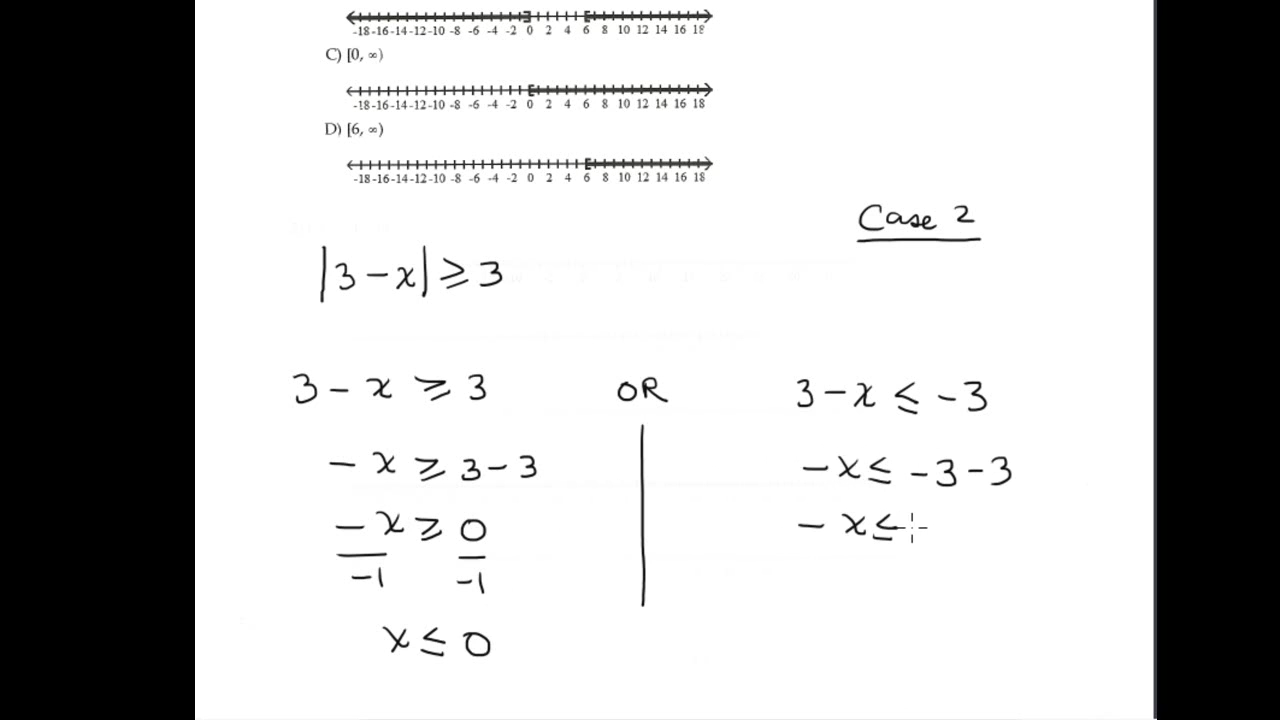 -18 -16 -14 -12 -10 -8 -6 -4 -2 0 2 4 6 8 10 12 14 16 18
C) [0, ∞)
-18 -16 -14 -12 -10 -8 -6 -4 -2 0 2 4 6 8 10 12 14 16 18
D) [6, ∞)
-18 -16 -14 -12 -10 -8 -6 -4 -2 0 2 4 6 8 10 12 14 16 18
Case 2
|3 - x| ≥ 3
3 - x ≥ 3 OR 3 - x ≤ -3
- x ≥ 3 - 3 - x ≤ - 3 - 3
- x ≥ 0 - x ≤
-1 -1
x ≤ 0